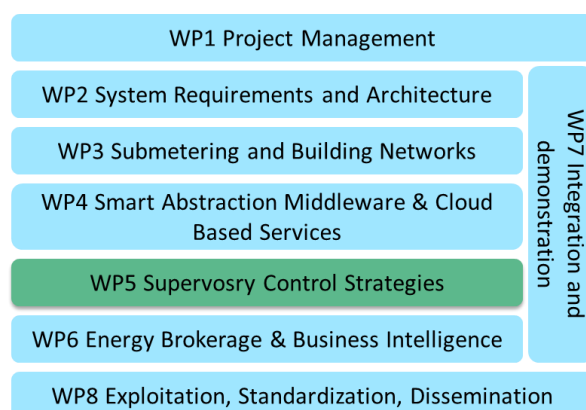 WP1 Project Management
WP2 System Requirements and Architecture
WP3 Submetering and Building Networks
WP4 Smart Abstraction Middleware & Cloud
Based Services
WP5 Supervosry Control Strategies
WP6 Energy Brokerage & Business Intelligence
WP7 Integration and
demonstration
WP8 Exploitation, Standardization, Dissemination